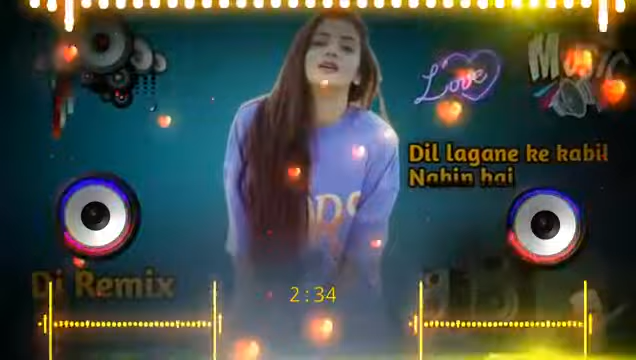 Love
Music
Dil lagane ke kabil
Nahin hai
Dj Remix
2:34